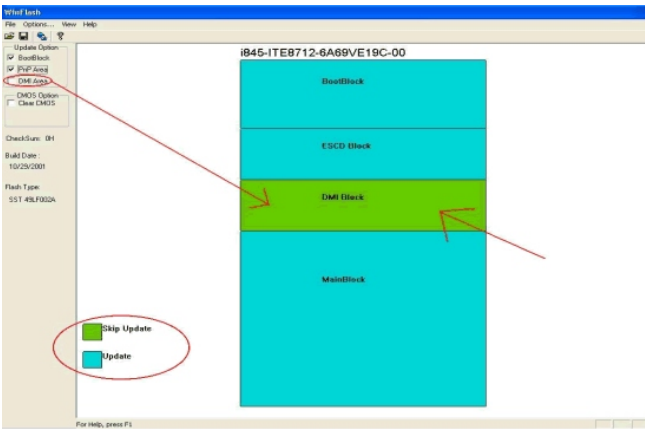 WinFlash
File Options... View Help
Update Option
BootBlock
PnP Area
DMI Area
CMOS Option
Clear CMOS
CheckSum: 0H
Build Date :
10/29/2001
Flash Type:
SST 49LF002A
i845-ITE8712-6A69VE19C-00
BootBlock
ESCD Block
DMI Block
MainBlock
Skip Update
Update
For Help, press F1